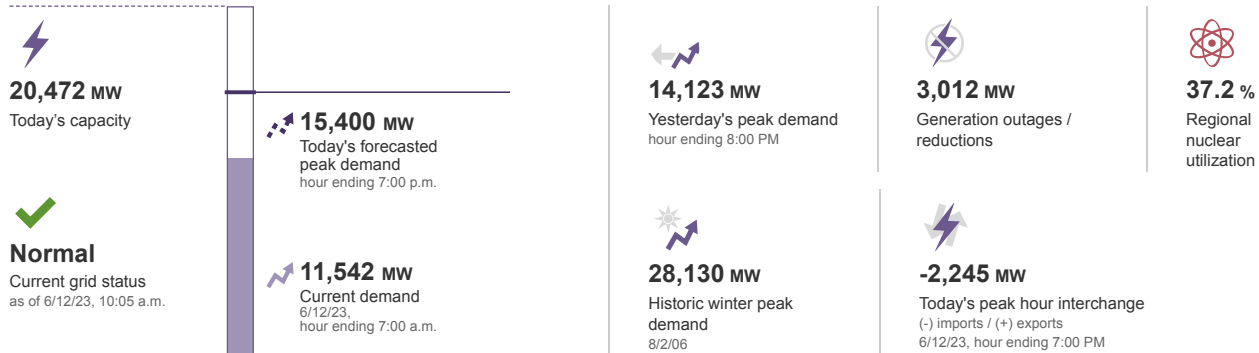 20,472 MW
Today's capacity
Normal
Current grid status
as of 6/12/23, 10:05 a.m.
15,400 MW
Today's forecasted
peak demand
hour ending 7:00 p.m.
11,542 MW
Current demand
6/12/23,
hour ending 7:00 a.m.
14,123 MW
Yesterday's peak demand
hour ending 8:00 PM
3,012 MW
Generation outages /
reductions
37.2 %
Regional
nuclear
utilization
28,130 MW
Historic winter peak
demand
8/2/06
-2,245 MW
Today's peak hour interchange
(-) imports / (+) exports
6/12/23, hour ending 7:00 PM